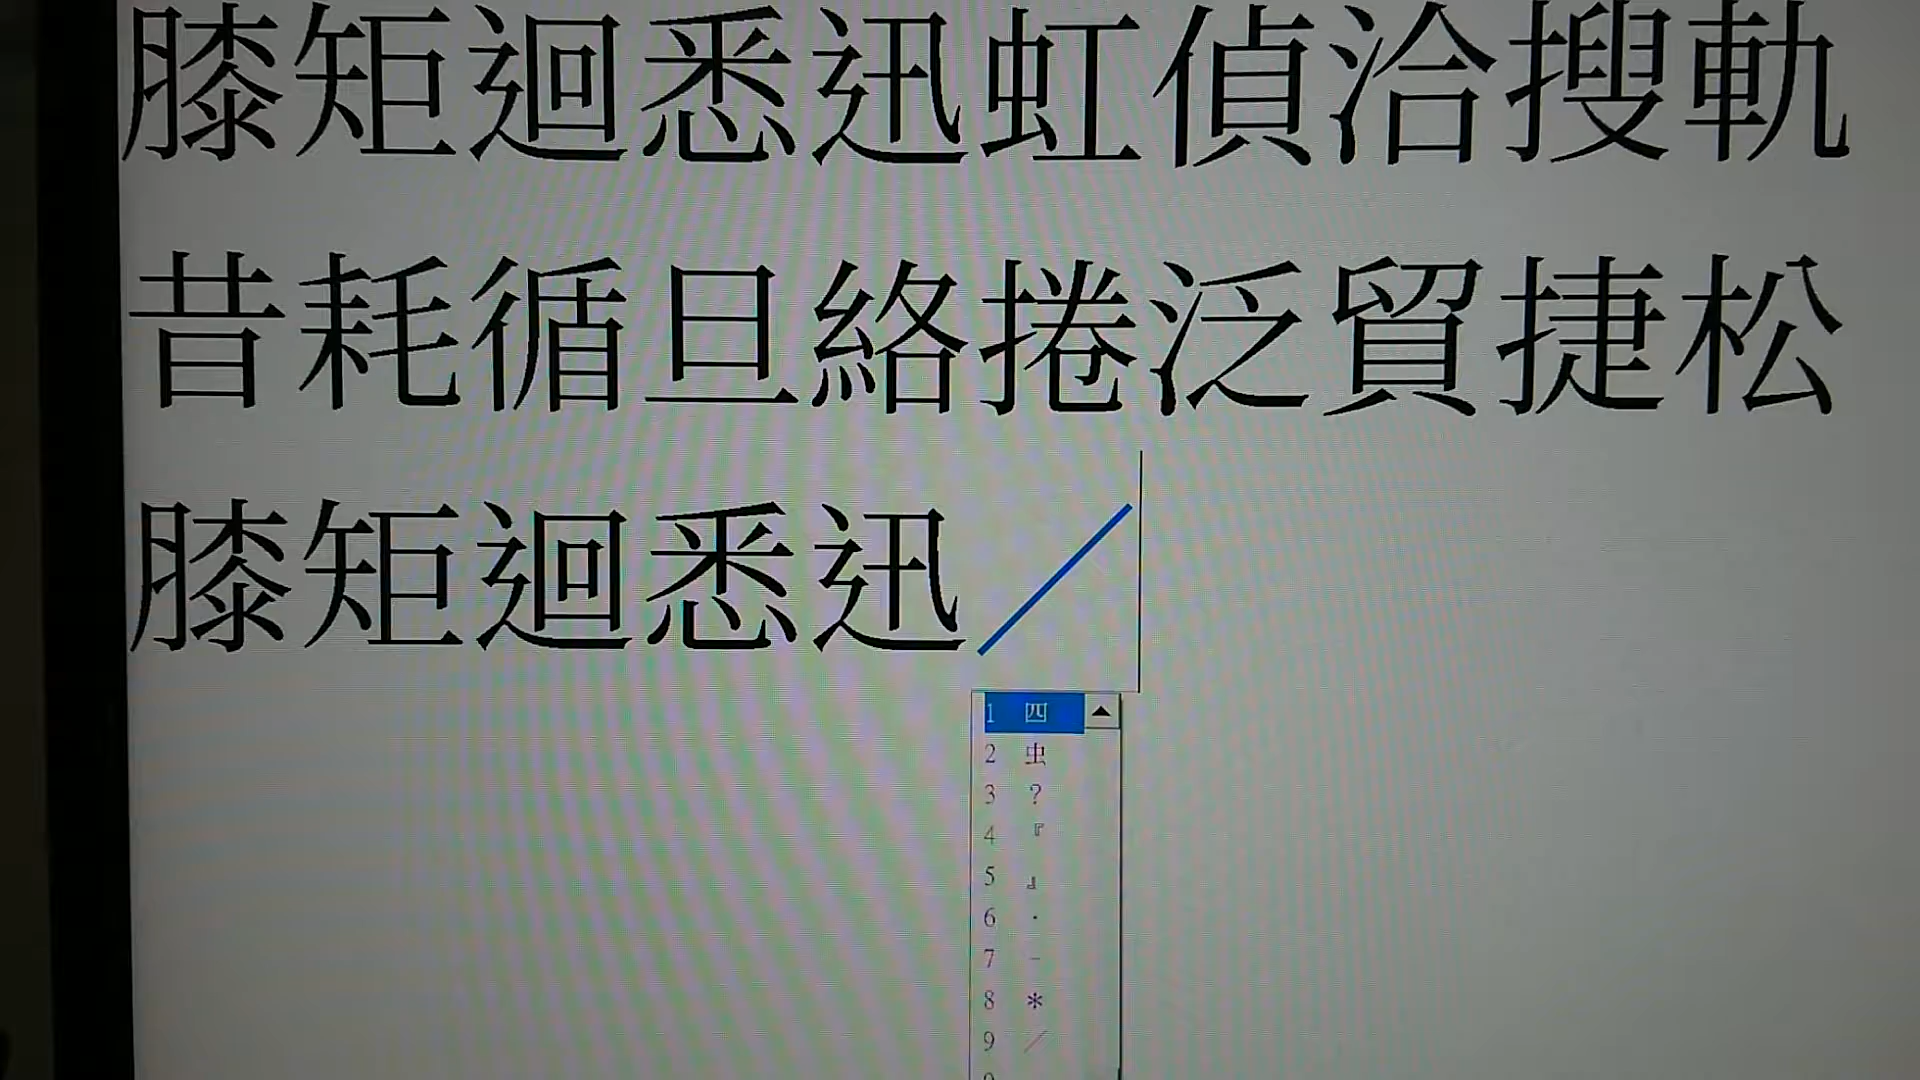 膝矩迴悉迅虹偵洽搜軌
昔耗循旦絡捲泛貿捷松
膝矩迴悉迅／
1 四
2 虫
3 ?
4 『
5 』
6 ·
7 -
8 *
9 ／